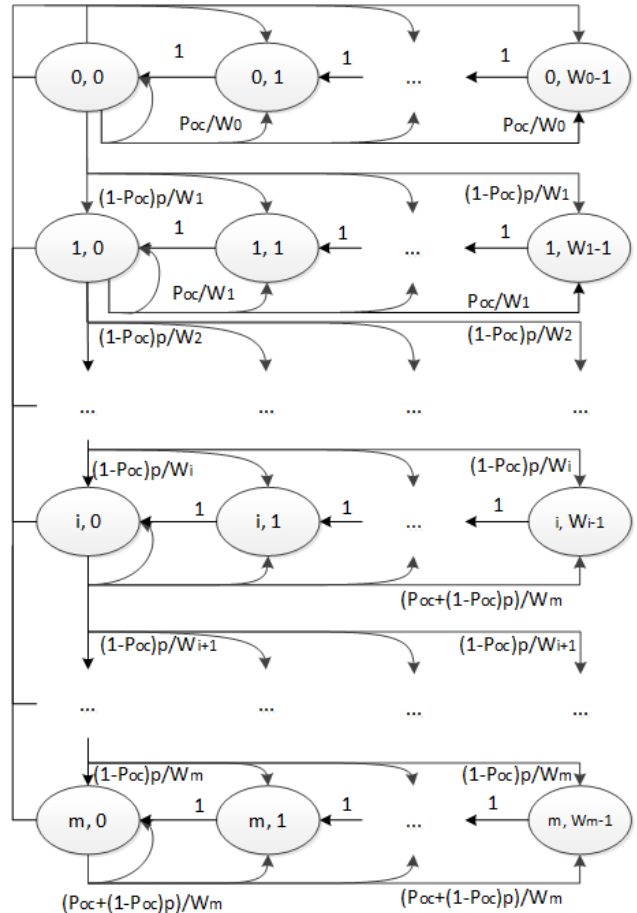 0, 0 1 0, 1 1 ... 1 0, W0-1
Poc/W0 Poc/W0
(1-Poc)p/W1 (1-Poc)p/W1
1, 0 1 1, 1 1 ... 1 1, W1-1
Poc/W1 Poc/W1
(1-Poc)p/W2 (1-Poc)p/W2
... ... ... ...
(1-Poc)p/Wi (1-Poc)p/Wi
i, 0 1 i, 1 1 ... 1 i, Wi-1
(Poc+(1-Poc)p)/Wm
(1-Poc)p/Wi+1 (1-Poc)p/Wi+1
... ... ... ...
(1-Poc)p/Wm (1-Poc)p/Wm
m, 0 1 m, 1 1 ... 1 m, Wm-1
(Poc+(1-Poc)p)/Wm (Poc+(1-Poc)p)/Wm